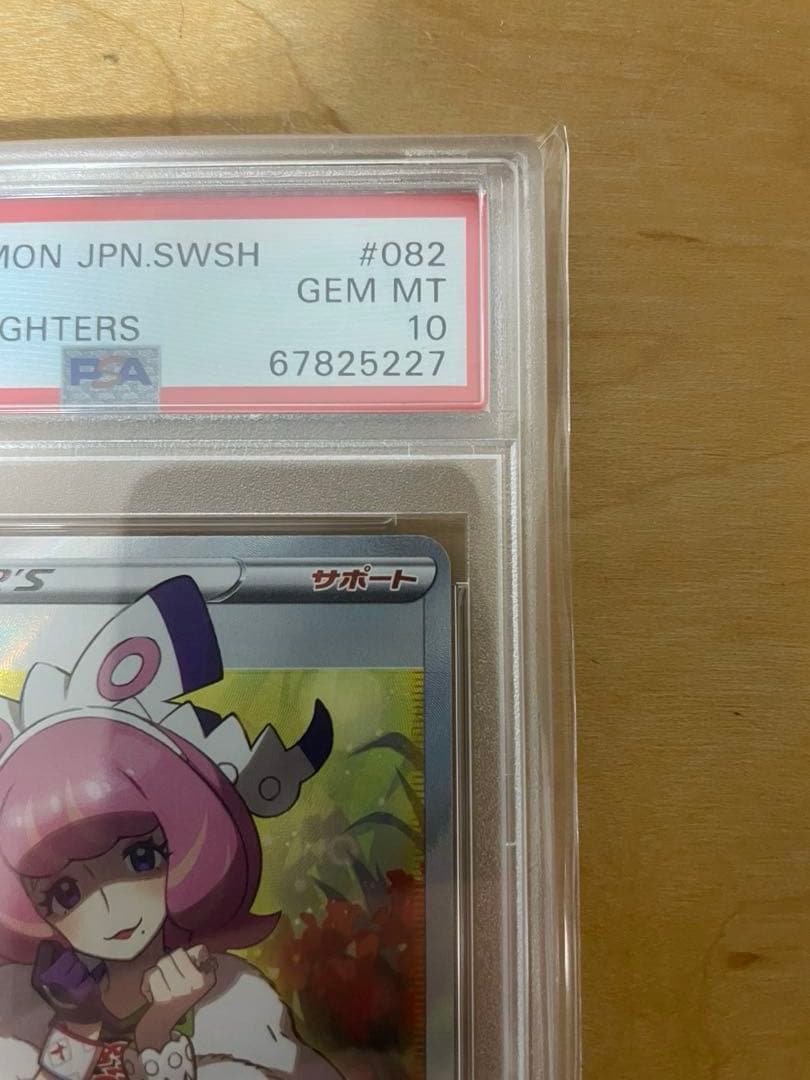 MON JPN.SWSH #082
GEM MT
GHTERS 10
PSA 67825227
R'S サポート